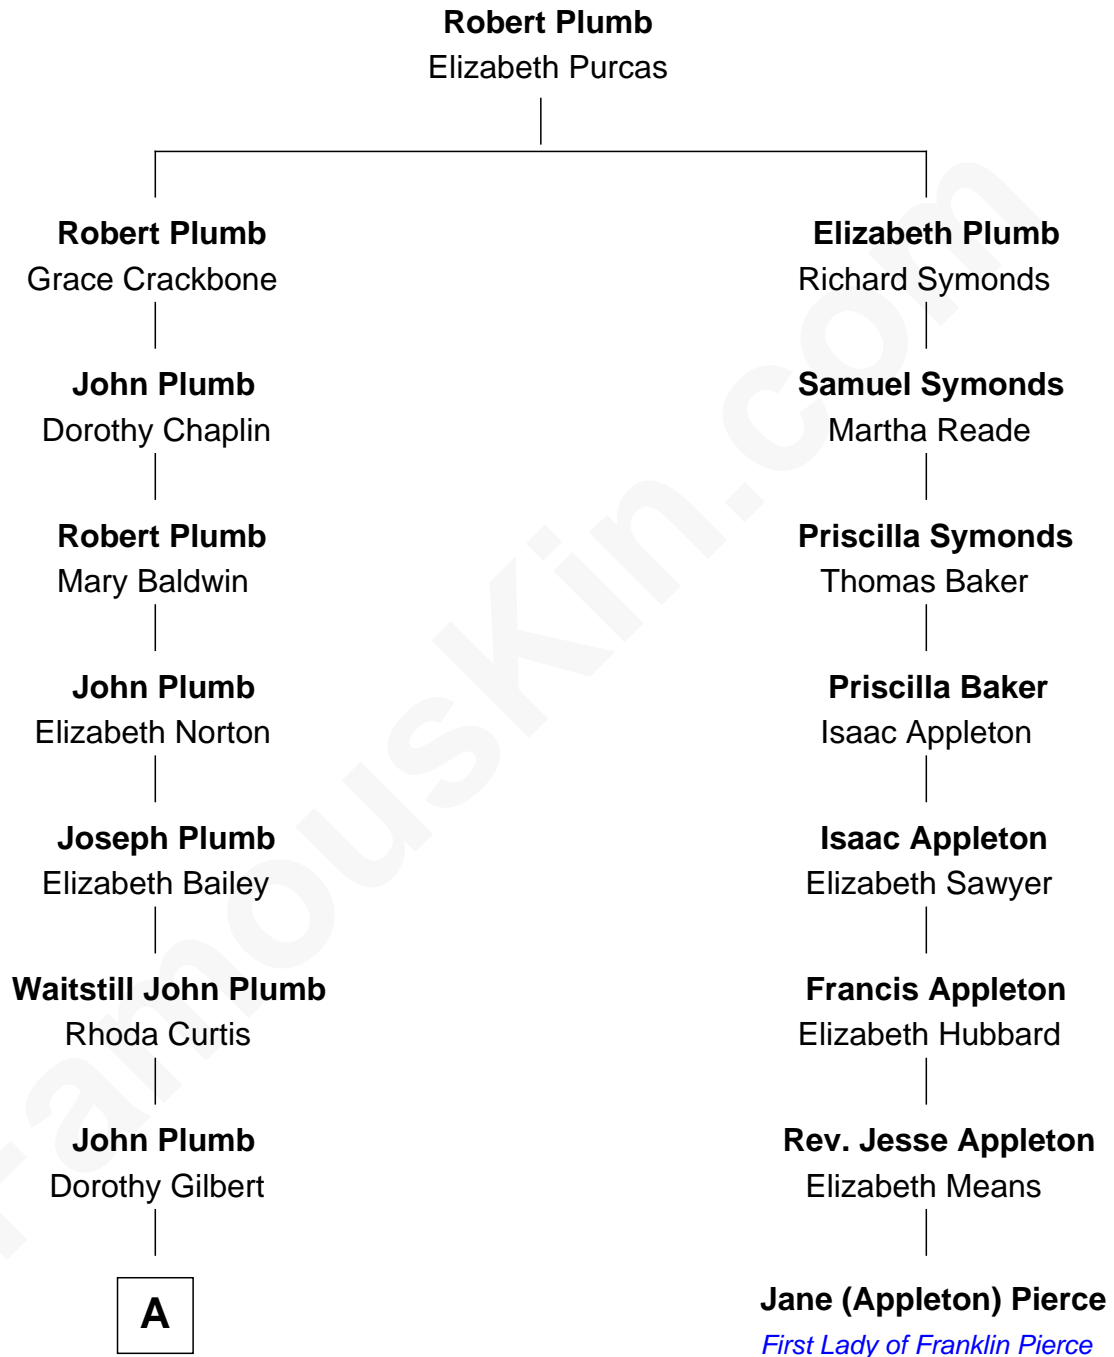 Robert Plumb
Elizabeth Purcas
Robert Plumb
Grace Crackbone
Elizabeth Plumb
Richard Symonds
John Plumb
Dorothy Chaplin
Samuel Symonds
Martha Reade
Robert Plumb
Mary Baldwin
Priscilla Symonds
Thomas Baker
John Plumb
Elizabeth Norton
Priscilla Baker
Isaac Appleton
Joseph Plumb
Elizabeth Bailey
Isaac Appleton
Elizabeth Sawyer
Waitstill John Plumb
Rhoda Curtis
Francis Appleton
Elizabeth Hubbard
John Plumb
Dorothy Gilbert
Rev. Jesse Appleton
Elizabeth Means
A
Jane (Appleton) Pierce
First Lady of Franklin Pierce
FamousKin.com